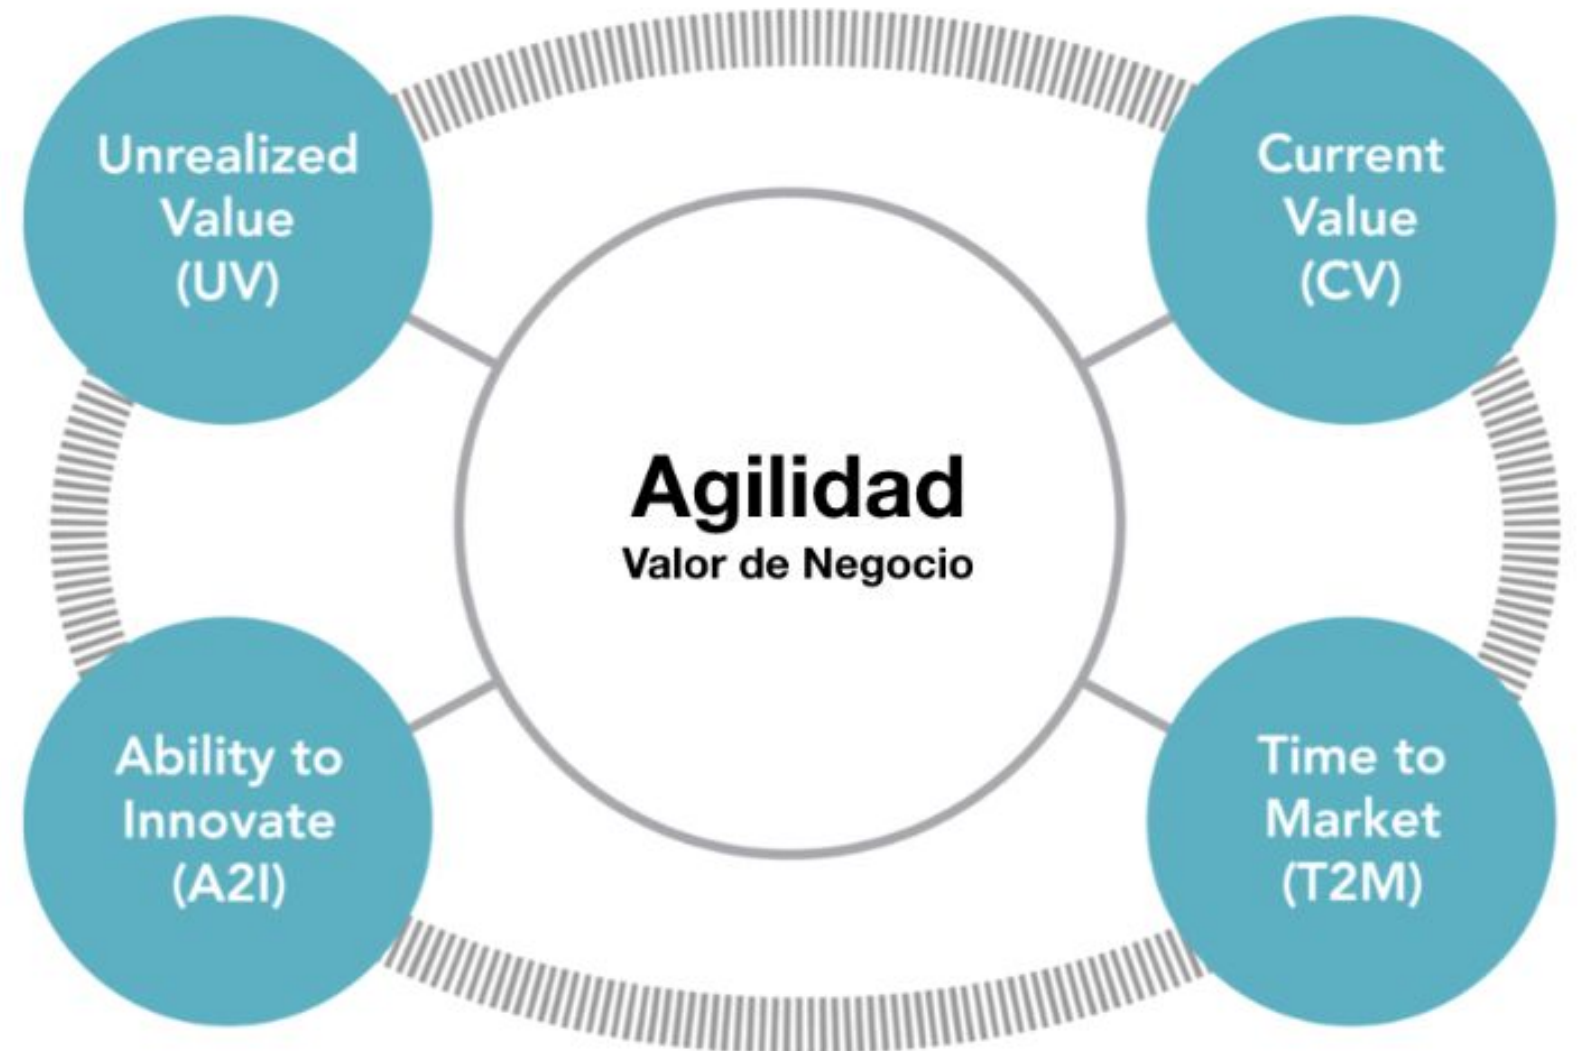 Unrealized
Value
(UV)
Current
Value
(CV)
Agilidad
Valor de Negocio
Ability to
Innovate
(A2I)
Time to
Market
(T2M)